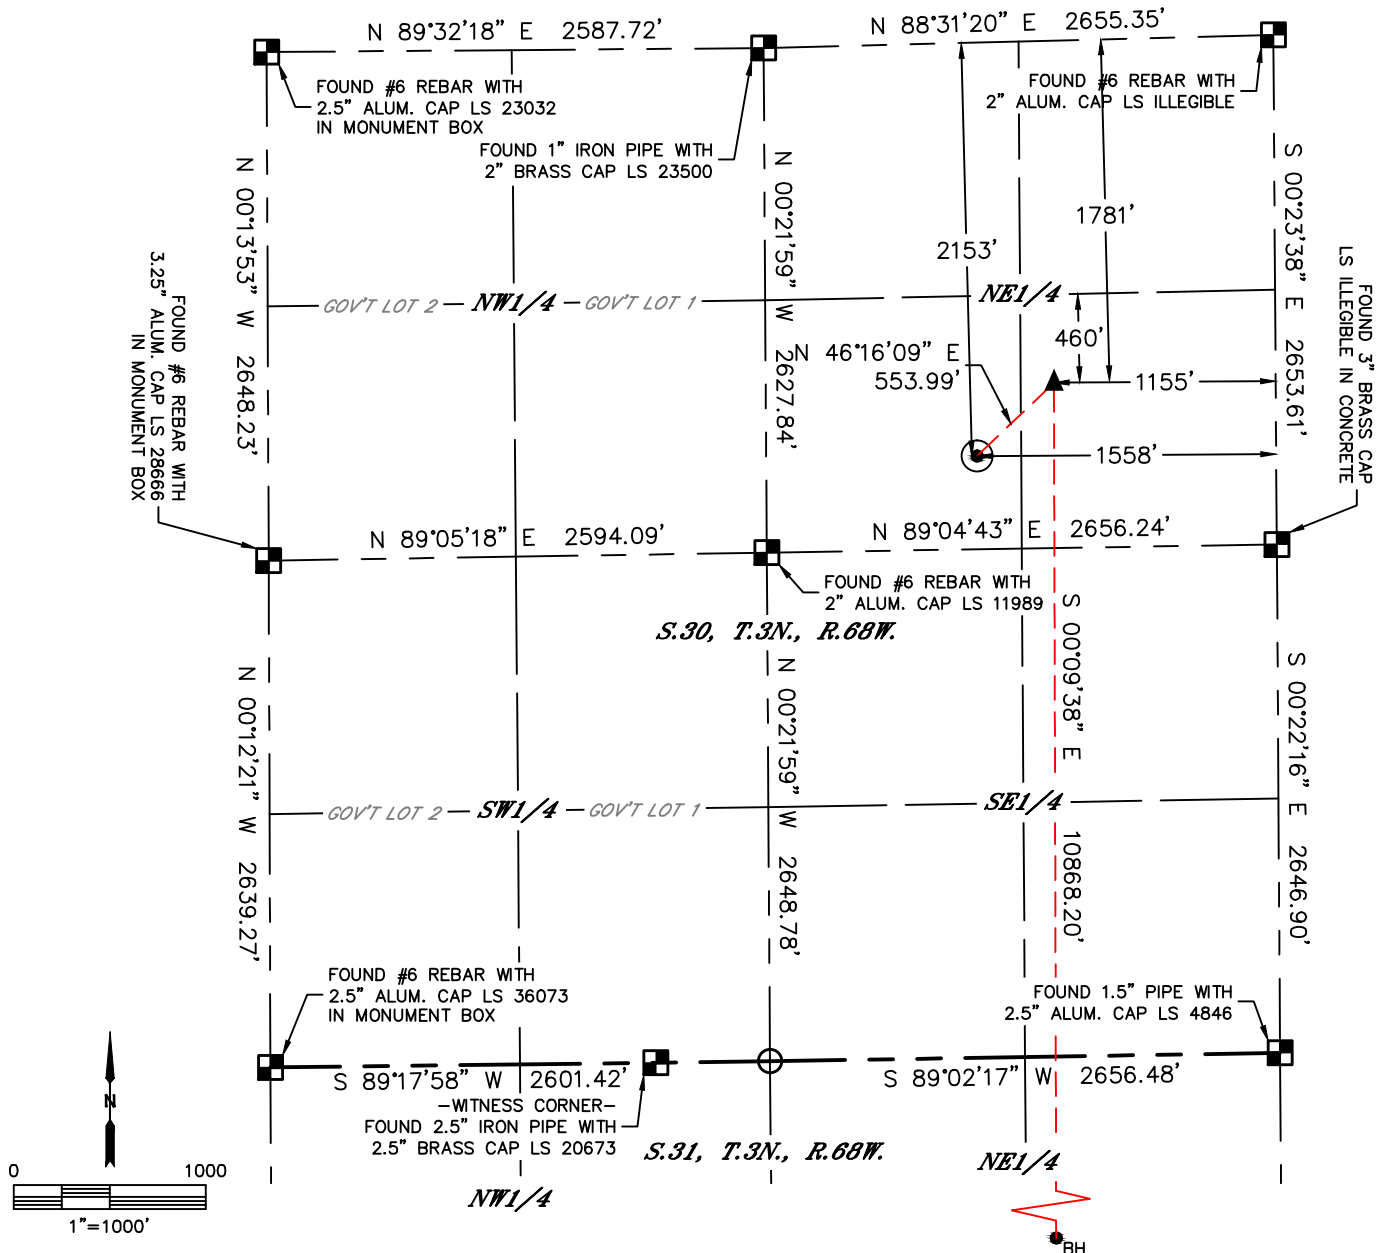 N 89°32'18" E 2587.72'
N 88°31'20" E 2655.35'
FOUND #6 REBAR WITH
2.5" ALUM. CAP LS 23032
IN MONUMENT BOX
FOUND 1" IRON PIPE WITH
2" BRASS CAP LS 23500
FOUND #6 REBAR WITH
2" ALUM. CAP LS ILLEGIBLE
N 00°13'53" W 2648.23'
N 00°21'59" W 2627.84'
S 00°23'38" E 2653.61'
2153'
1781'
GOV'T LOT 2
NW1/4
GOV'T LOT 1
NE1/4
460'
N 46°16'09" E
553.99'
1155'
1558'
FOUND #6 REBAR WITH
3.25" ALUM. CAP LS 28666
IN MONUMENT BOX
FOUND 3" BRASS CAP
LS ILLEGIBLE IN CONCRETE
N 89°05'18" E 2594.09'
N 89°04'43" E 2656.24'
FOUND #6 REBAR WITH
2" ALUM. CAP LS 11989
S.30, T.3N., R.68W.
N 00°12'21" W 2639.27'
N 00°21'59" W 2648.78'
S 00°09'38" E 10868.20'
S 00°22'16" E 2646.90'
GOV'T LOT 2
SW1/4
GOV'T LOT 1
SE1/4
FOUND #6 REBAR WITH
2.5" ALUM. CAP LS 36073
IN MONUMENT BOX
FOUND 1.5" PIPE WITH
2.5" ALUM. CAP LS 4846
S 89°17'58" W 2601.42'
S 89°02'17" W 2656.48'
-WITNESS CORNER-
FOUND 2.5" IRON PIPE WITH
2.5" BRASS CAP LS 20673
S.31, T.3N., R.68W.
NW1/4
NE1/4
N
0 1000
1"=1000'
BH